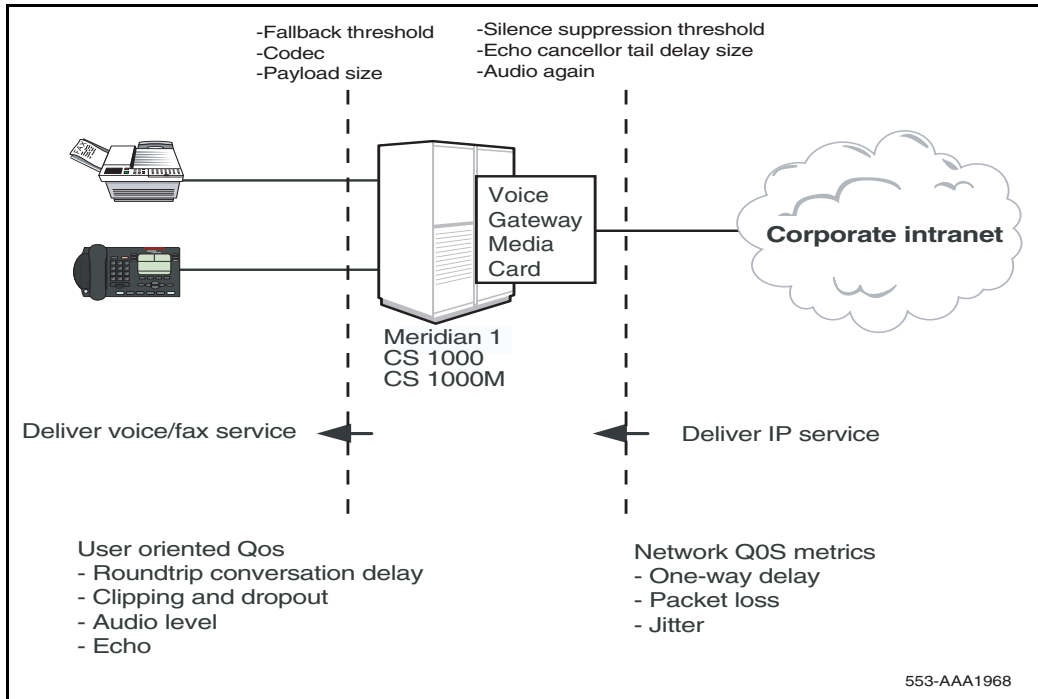 -Fallback threshold
-Codec
-Payload size
-Silence suppression threshold
-Echo cancellor tail delay size
-Audio again
FAX
Voice
Gateway
Media
Card
Corporate intranet
Meridian 1
CS 1000
CS 1000M
Deliver voice/fax service
Deliver IP service
User oriented Qos
- Roundtrip conversation delay
- Clipping and dropout
- Audio level
- Echo
Network Q0S metrics
- One-way delay
- Packet loss
- Jitter
553-AAA1968